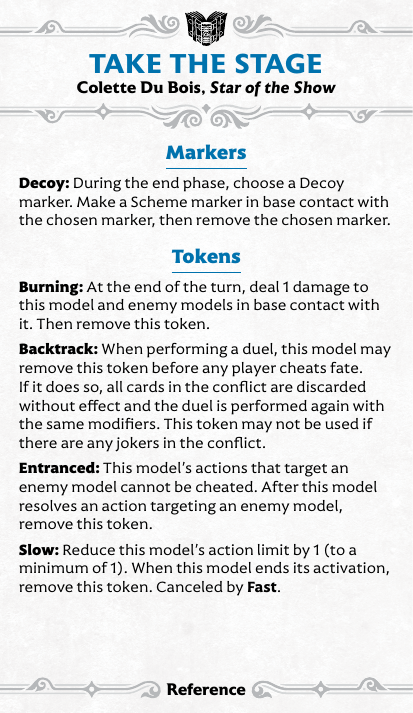 TAKE THE STAGE
Colette Du Bois, Star of the Show
Markers
Decoy: During the end phase, choose a Decoy
marker. Make a Scheme marker in base contact with
the chosen marker, then remove the chosen marker.
Tokens
Burning: At the end of the turn, deal 1 damage to
this model and enemy models in base contact with
it. Then remove this token.
Backtrack: When performing a duel, this model may
remove this token before any player cheats fate.
If it does so, all cards in the conflict are discarded
without effect and the duel is performed again with
the same modifiers. This token may not be used if
there are any jokers in the conflict.
Entranced: This model’s actions that target an
enemy model cannot be cheated. After this model
resolves an action targeting an enemy model,
remove this token.
Slow: Reduce this model’s action limit by 1 (to a
minimum of 1). When this model ends its activation,
remove this token. Canceled by Fast.
Reference